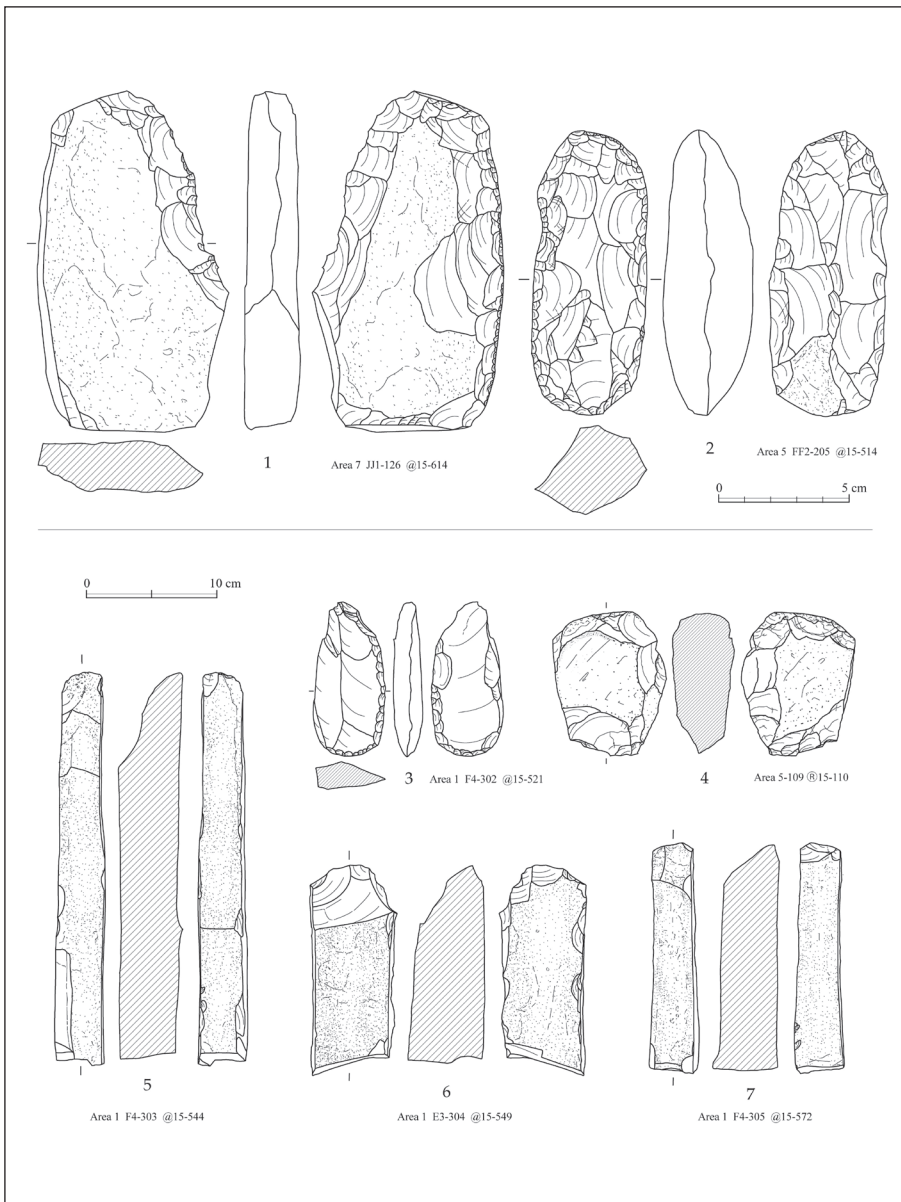 1
Area 7 JJ1-126 @15-614
2
Area 5 FF2-205 @15-514
0 5 cm
0 10 cm
3
Area 1 F4-302 @15-521
4
Area 5-109 Ⓡ15-110
5
Area 1 F4-303 @15-544
6
Area 1 E3-304 @15-549
7
Area 1 F4-305 @15-572